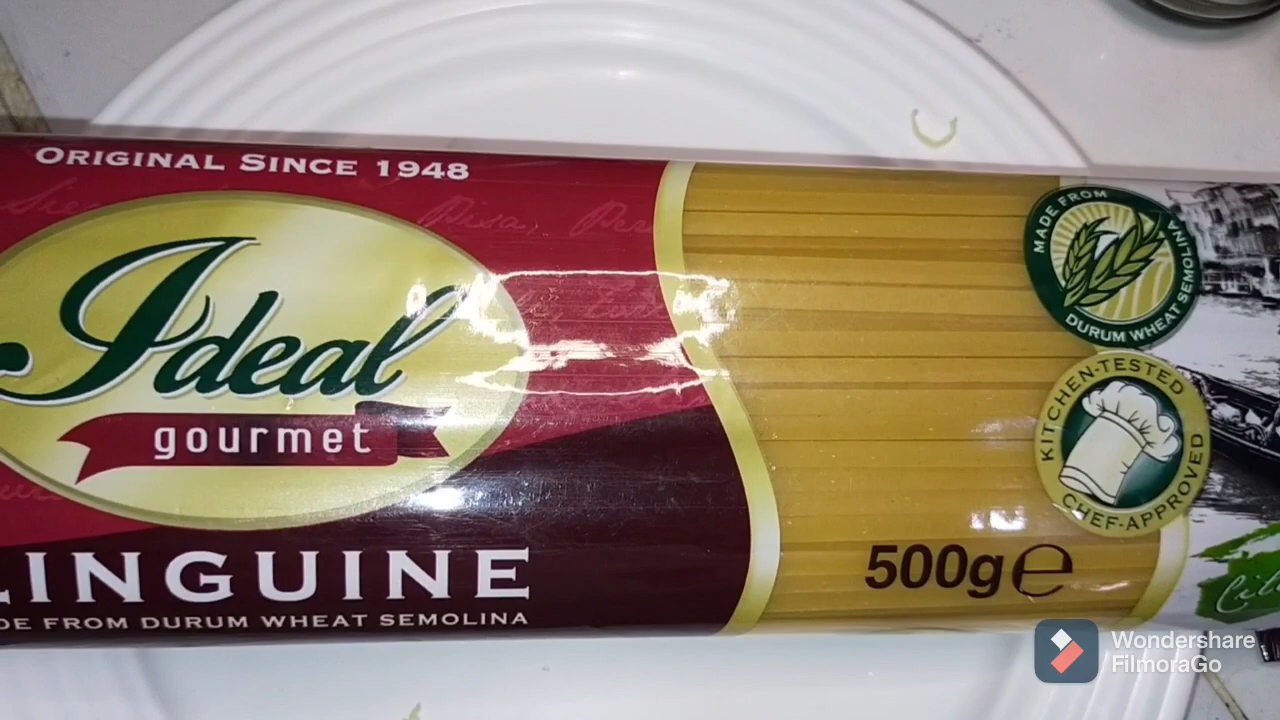 ORIGINAL SINCE 1948
Pisa,
Ideal
gourmet
LINGUINE
DE FROM DURUM WHEAT SEMOLINA
500g ℮
MADE FROM
DURUM WHEAT SEMOLINA
KITCHEN-TESTED
CHEF-APPROVED
Wondershare
FilmoraGo